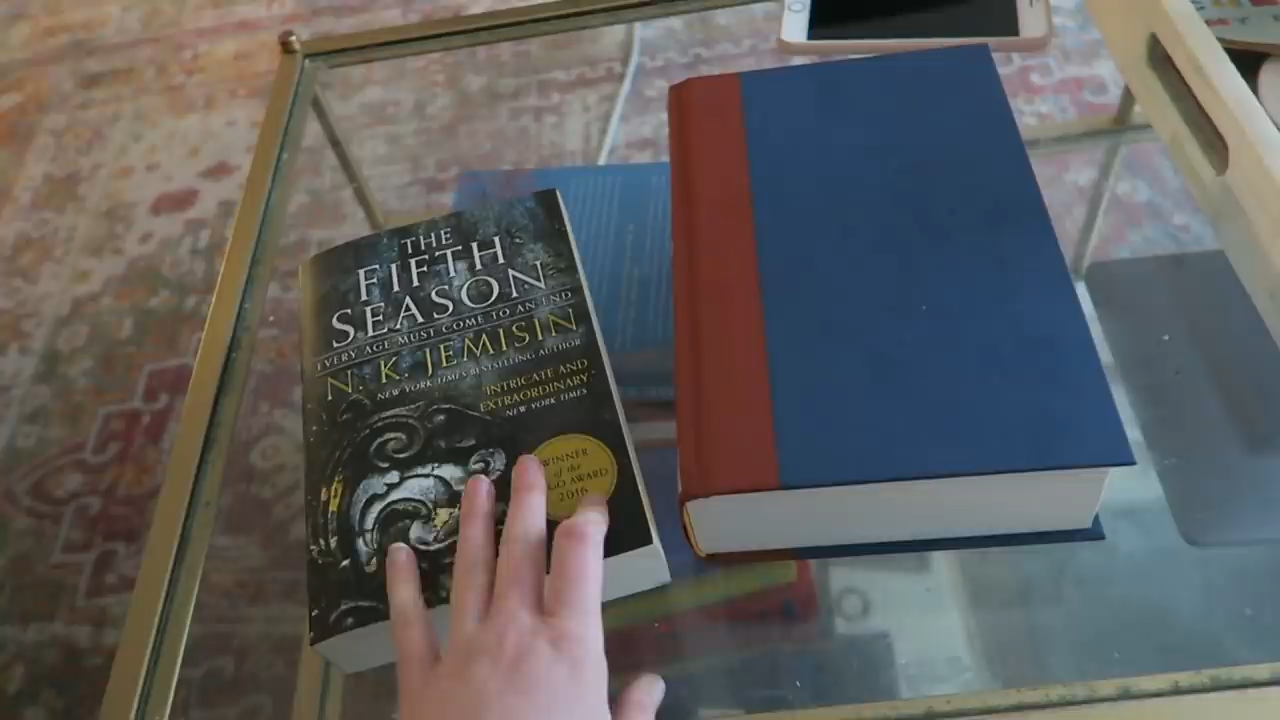 THE
FIFTH
SEASON
EVERY AGE MUST COME TO AN END
N. K. JEMISIN
NEW YORK TIMES BESTSELLING AUTHOR
"INTRICATE AND
EXTRAORDINARY."
NEW YORK TIMES
WINNER
of the
GO AWARD
2016